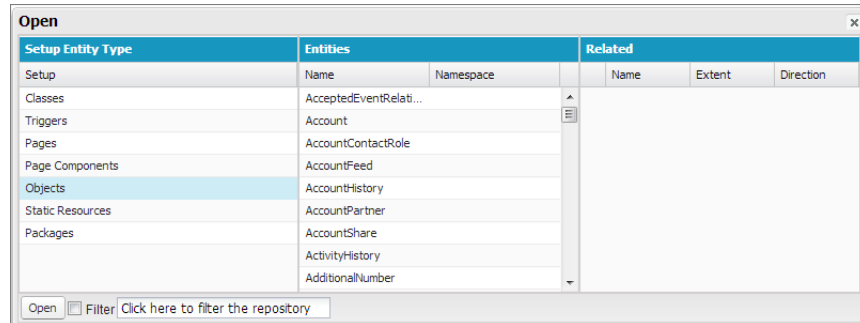 Open
Setup Entity Type Entities Related
Setup Name Namespace Name Extent Direction
Classes AcceptedEventRelati...
Triggers Account
Pages AccountContactRole
Page Components AccountFeed
Objects AccountHistory
Static Resources AccountPartner
Packages AccountShare
ActivityHistory
AdditionalNumber
Open Filter Click here to filter the repository